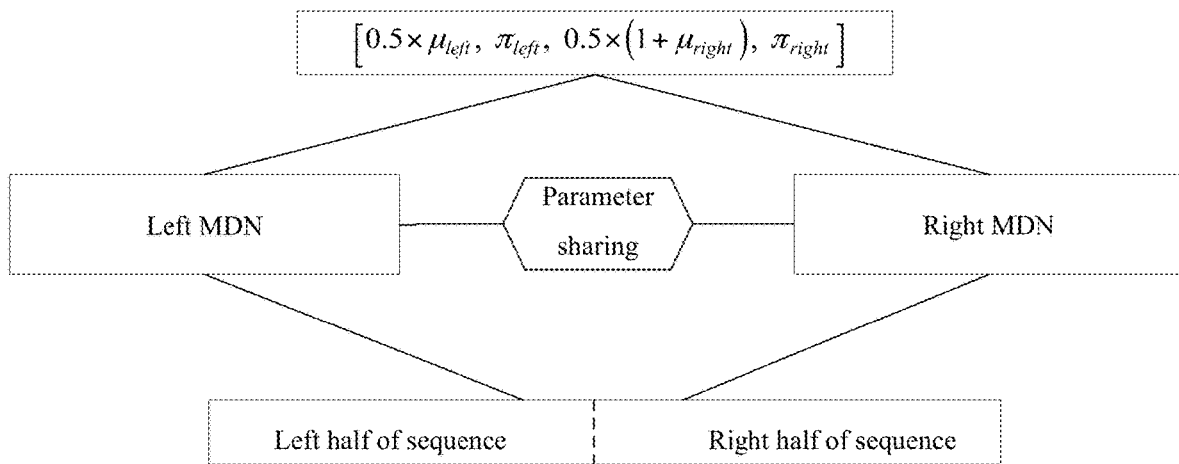 [0.5×μ_left, π_left, 0.5×(1+μ_right), π_right]
Left MDN
Parameter
sharing
Right MDN
Left half of sequence
Right half of sequence